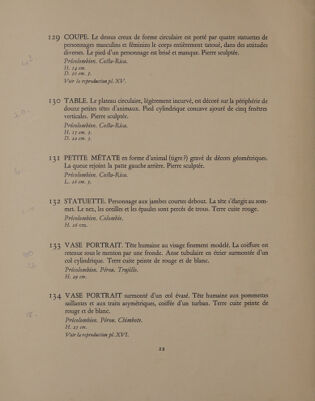 129 COUPE. Le dessus creux de forme circulaire est porté par quatre statuettes de
personnages masculins et féminins le corps entièrement tatoué, dans des attitudes
diverses. Le pied d'un personnage est brisé et manque. Pierre sculptée.
Précolombien. Costa-Rica.
H. 14 cm.
D. 20 cm. 5.
Voir la reproduction pl. XV.
130 TABLE. Le plateau circulaire, légèrement incurvé, est décoré sur la périphérie de
douze petites têtes d'animaux. Pied cylindrique concave ajouré de cinq fenêtres
verticales. Pierre sculptée.
Précolombien. Costa-Rica.
H. 15 cm. 5.
D. 22 cm. 5.
131 PETITE MÉTATE en forme d'animal (tigre?) gravé de décors géométriques.
La queue rejoint la patte gauche arrière. Pierre sculptée.
Précolombien. Costa-Rica.
L. 26 cm. 5.
132 STATUETTE. Personnage aux jambes courtes debout. La tête s'élargit au som-
met. Le nez, les oreilles et les épaules sont percés de trous. Terre cuite rouge.
Précolombien. Colombie.
H. 26 cm.
133 VASE PORTRAIT. Tête humaine au visage finement modelé. La coiffure en
retenue sous le menton par une fronde. Anse tubulaire en étrier surmontée d'un
col cylindrique. Terre cuite peinte de rouge et de blanc.
Précolombien. Pérou. Trujillo.
H. 29 cm.
134 VASE PORTRAIT surmonté d'un col évasé. Tête humaine aux pommettes
saillantes et aux traits asymétriques, coiffée d'un turban. Terre cuite peinte
de rouge et de blanc.
Précolombien. Pérou. Chimbote.
H. 25 cm.
Voir la reproduction pl. XVI.
22